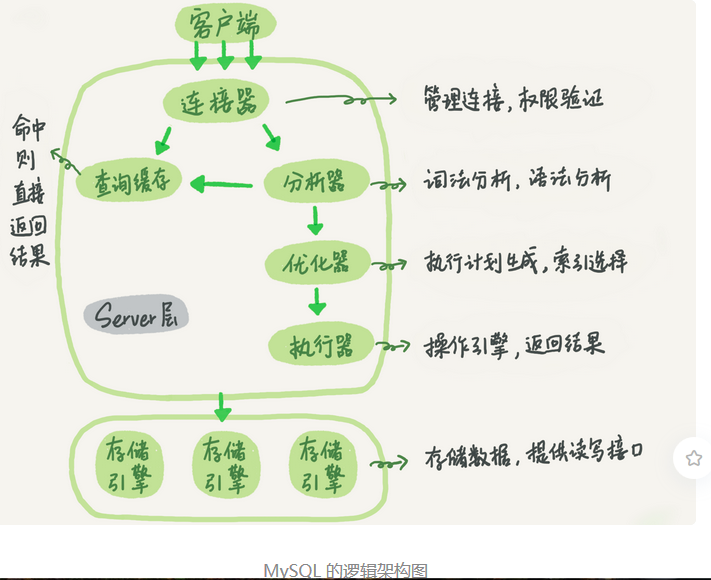 客户端
连接器
管理连接，权限验证
命中
则
直接
返回
结果
查询缓存
分析器
词法分析，语法分析
优化器
执行计划生成，索引选择
Server层
执行器
操作引擎，返回结果
存储
引擎
存储
引擎
存储
引擎
存储数据，提供读写接口
MySQL 的逻辑架构图